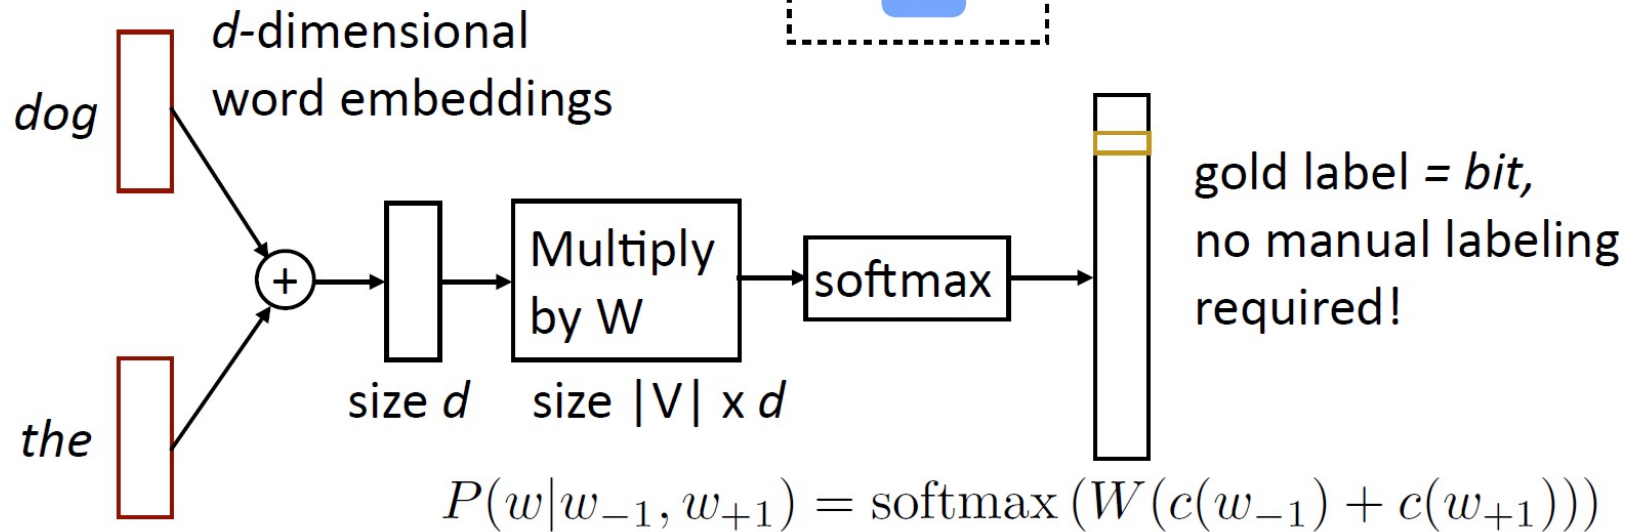 d-dimensional
word embeddings
dog
the
+
size d
Multiply
by W
size |V| x d
softmax
gold label = bit,
no manual labeling
required!
P(w|w₋₁, w₊₁) = softmax (W(c(w₋₁) + c(w₊₁)))